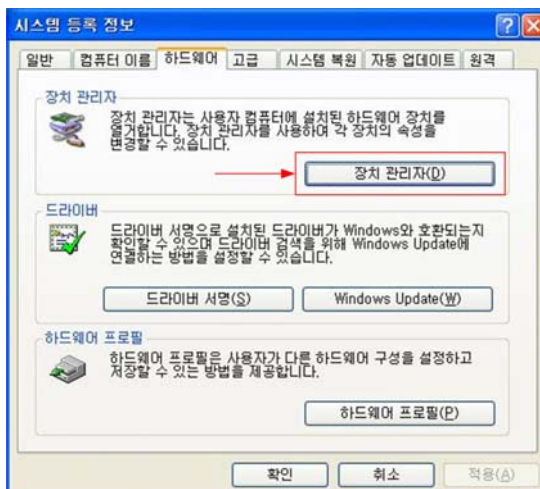 시스템 등록 정보
일반 컴퓨터 이름 하드웨어 고급 시스템 복원 자동 업데이트 원격
장치 관리자
장치 관리자는 사용자 컴퓨터에 설치된 하드웨어 장치를
열거합니다. 장치 관리자를 사용하여 각 장치의 속성을
변경할 수 있습니다.
장치 관리자(D)
드라이버
드라이버 서명으로 설치된 드라이버가 Windows와 호환되는지
확인할 수 있으며 드라이버 검색을 위해 Windows Update에
연결하는 방법을 설정할 수 있습니다.
드라이버 서명(S) Windows Update(W)
하드웨어 프로필
하드웨어 프로필은 사용자가 다른 하드웨어 구성을 설정하고
저장할 수 있는 방법을 제공합니다.
하드웨어 프로필(P)
확인 취소 적용(A)